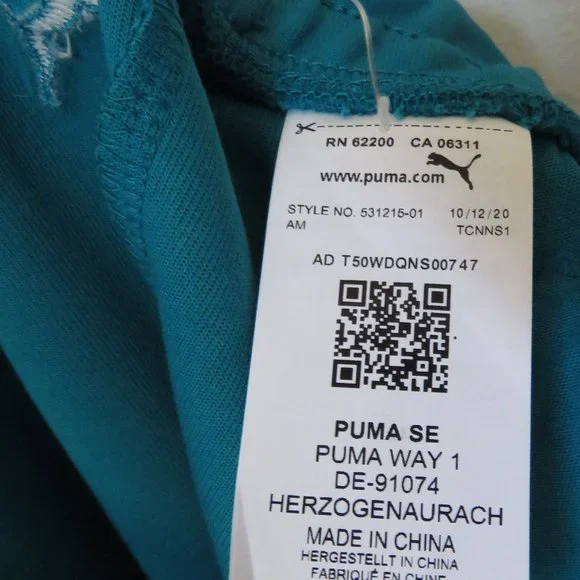 RN 62200 CA 06311
www.puma.com
STYLE NO. 531215-01 10/12/20
AM TCNNS1
AD T50WDQNS00747
PUMA SE
PUMA WAY 1
DE-91074
HERZOGENAURACH
MADE IN CHINA
HERGESTELLT IN CHINA
FABRIQUÉ EN CHINE